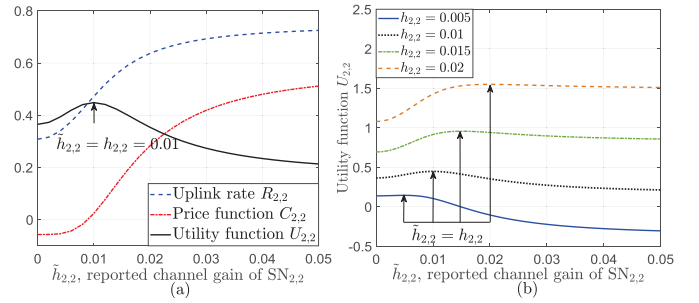 0.8
0.6
0.4
0.2
0
0 0.01 0.02 0.03 0.04 0.05
h̃₂,₂ = h₂,₂ = 0.01
Uplink rate R₂,₂
Price function C₂,₂
Utility function U₂,₂
h̃₂,₂, reported channel gain of SN₂,₂
(a)
Utility function U₂,₂
2.5
2
1.5
1
0.5
0
-0.5
0 0.01 0.02 0.03 0.04 0.05
h₂,₂ = 0.005
h₂,₂ = 0.01
h₂,₂ = 0.015
h₂,₂ = 0.02
h̃₂,₂ = h₂,₂
h̃₂,₂, reported channel gain of SN₂,₂
(b)